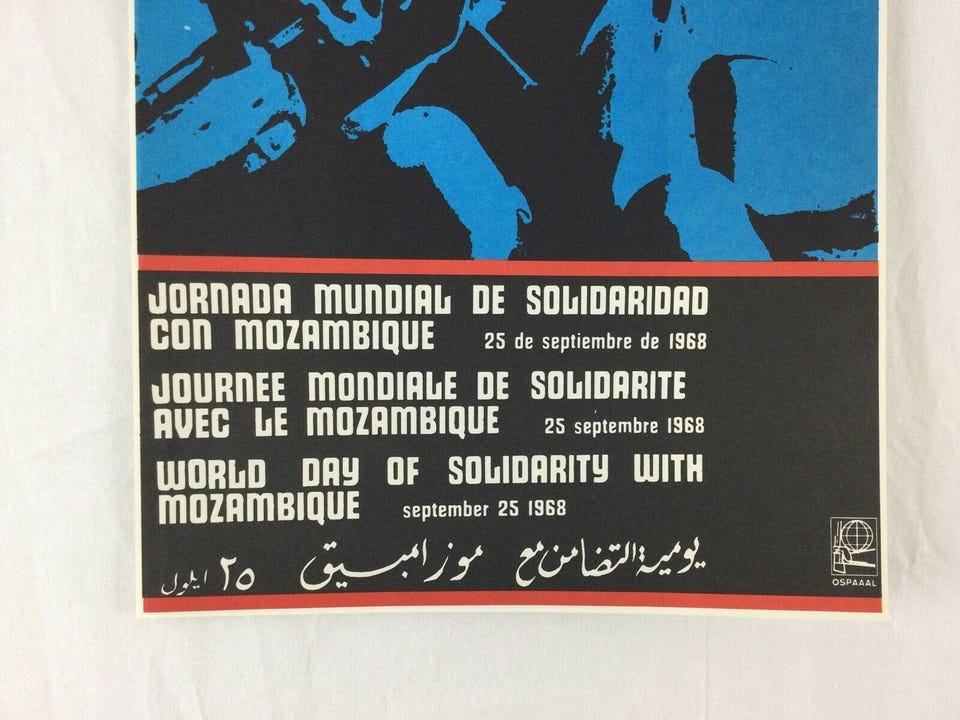 JORNADA MUNDIAL DE SOLIDARIDAD
CON MOZAMBIQUE 25 de septiembre de 1968
JOURNEE MONDIALE DE SOLIDARITE
AVEC LE MOZAMBIQUE 25 septembre 1968
WORLD DAY OF SOLIDARITY WITH
MOZAMBIQUE september 25 1968
يومية التضامن مع موزامبيق ٢٥ ايلول
OSPAAAL